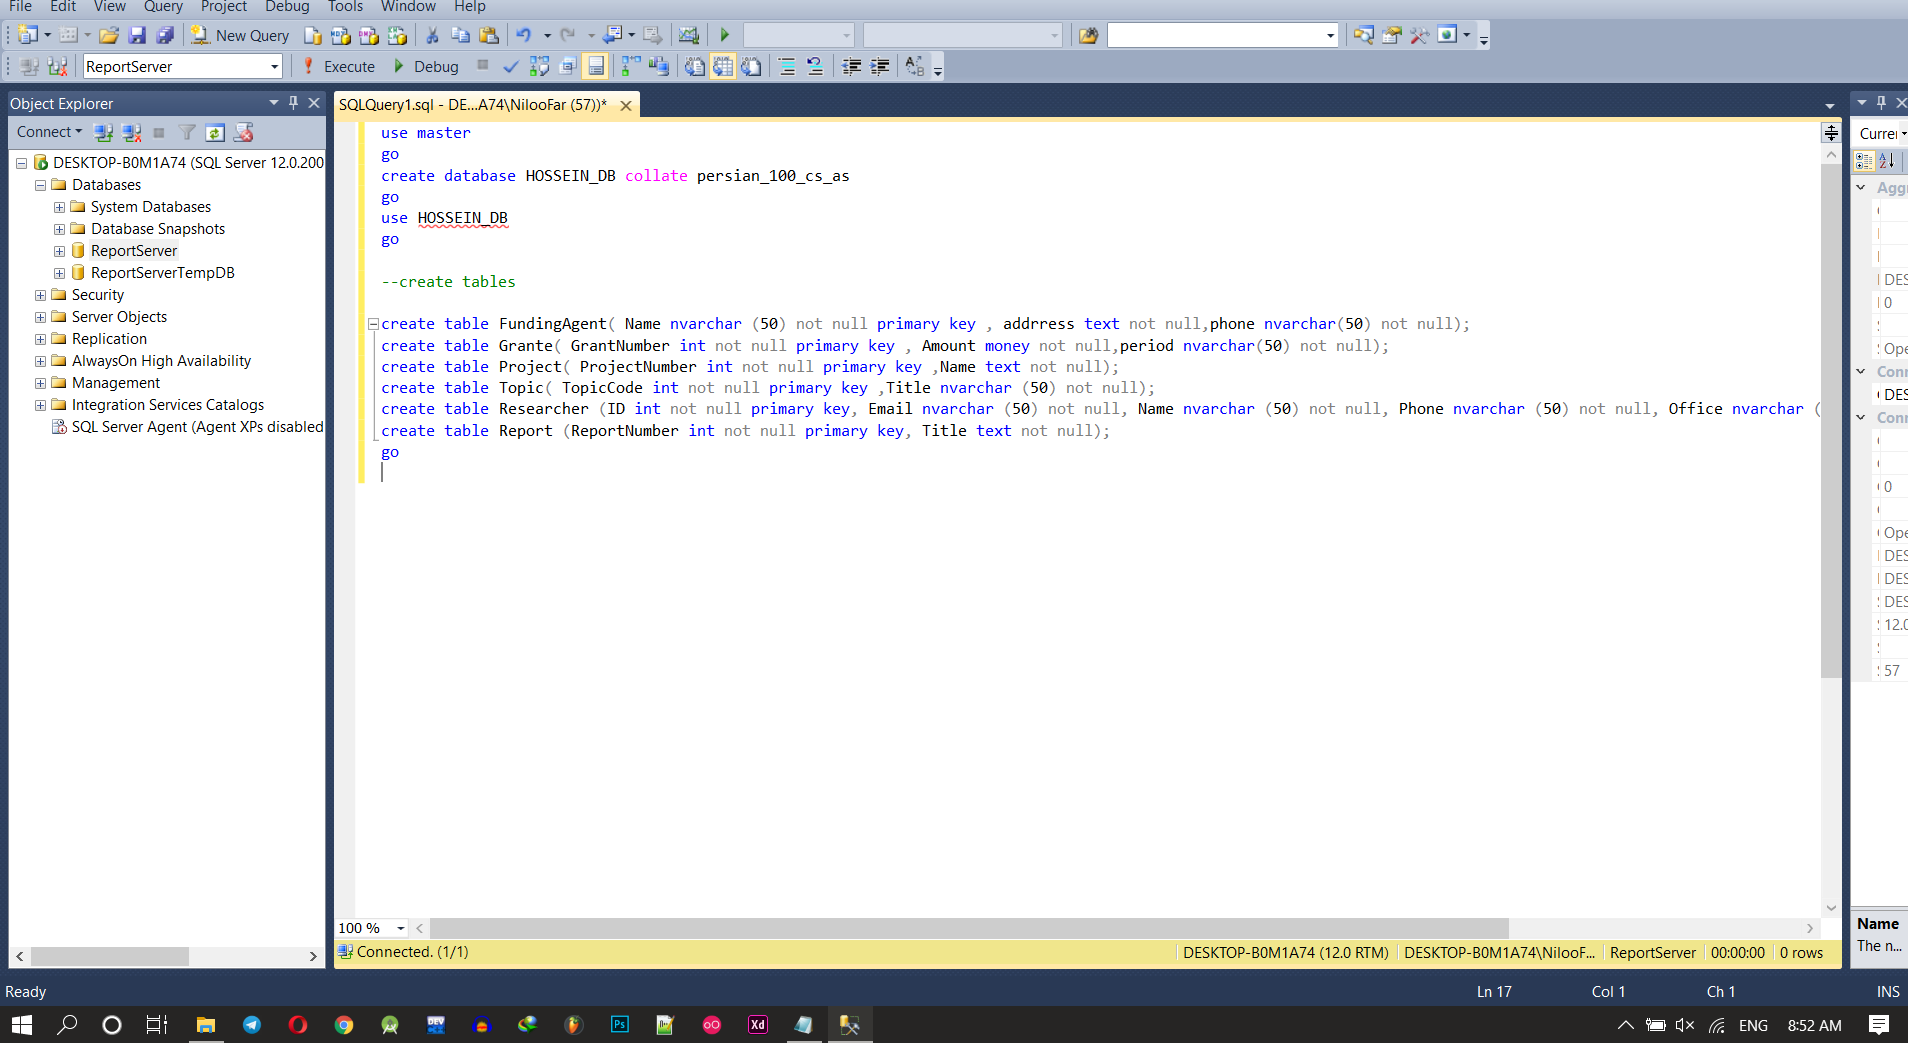 File Edit View Query Project Debug Tools Window Help
New Query
ReportServer Execute Debug
Object Explorer
Connect
DESKTOP-B0M1A74 (SQL Server 12.0.200
Databases
System Databases
Database Snapshots
ReportServer
ReportServerTempDB
Security
Server Objects
Replication
AlwaysOn High Availability
Management
Integration Services Catalogs
SQL Server Agent (Agent XPs disabled
SQLQuery1.sql - DE...A74\NilooFar (57))*
use master
go
create database HOSSEIN_DB collate persian_100_cs_as
go
use HOSSEIN_DB
go
--create tables
create table FundingAgent( Name nvarchar (50) not null primary key , addrress text not null,phone nvarchar(50) not null);
create table Grante( GrantNumber int not null primary key , Amount money not null,period nvarchar(50) not null);
create table Project( ProjectNumber int not null primary key ,Name text not null);
create table Topic( TopicCode int not null primary key ,Title nvarchar (50) not null);
create table Researcher (ID int not null primary key, Email nvarchar (50) not null, Name nvarchar (50) not null, Phone nvarchar (50) not null, Office nvarchar (
create table Report (ReportNumber int not null primary key, Title text not null);
go
100 %
Connected. (1/1)
DESKTOP-B0M1A74 (12.0 RTM) DESKTOP-B0M1A74\NilooF... ReportServer 00:00:00 0 rows
Curre
Agg
DES
0
Ope
Conn
DES
Conn
0
Ope
DES
DES
DES
12.0
57
Name
The n...
Ready
Ln 17 Col 1 Ch 1 INS
DEV
Ps
Xd
ENG 8:52 AM